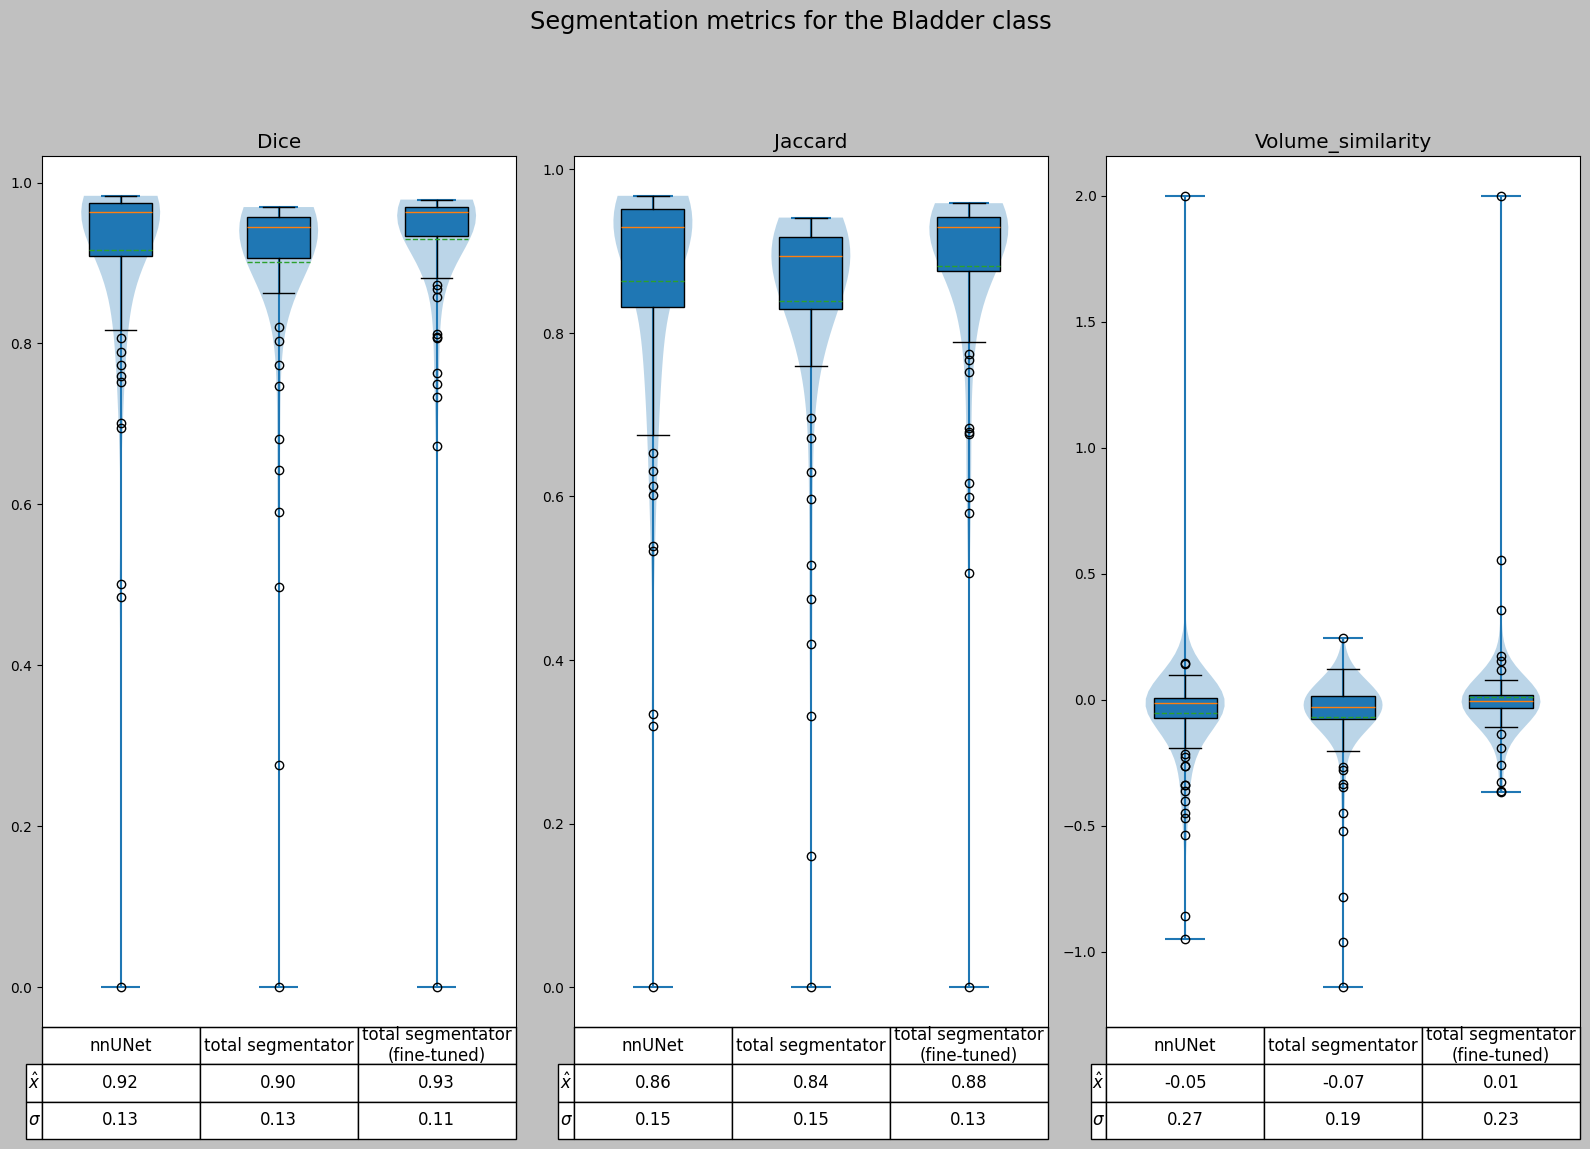 Segmentation metrics for the Bladder class
Dice
1.0
0.8
0.6
0.4
0.2
0.0
nnUNet total segmentator total segmentator
(fine-tuned)
x̂ 0.92 0.90 0.93
σ 0.13 0.13 0.11
Jaccard
1.0
0.8
0.6
0.4
0.2
0.0
nnUNet total segmentator total segmentator
(fine-tuned)
x̂ 0.86 0.84 0.88
σ 0.15 0.15 0.13
Volume_similarity
2.0
1.5
1.0
0.5
0.0
−0.5
−1.0
nnUNet total segmentator total segmentator
(fine-tuned)
x̂ -0.05 -0.07 0.01
σ 0.27 0.19 0.23